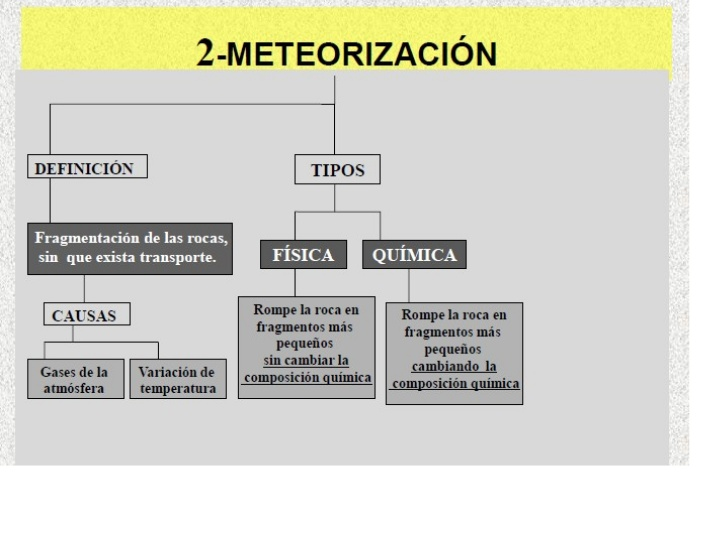 2-METEORIZACIÓN
DEFINICIÓN
Fragmentación de las rocas,
sin que exista transporte.
CAUSAS
Gases de la
atmósfera
Variación de
temperatura
TIPOS
FÍSICA
Rompe la roca en
fragmentos más
pequeños
sin cambiar la
composición química
QUÍMICA
Rompe la roca en
fragmentos más
pequeños
cambiando la
composición química